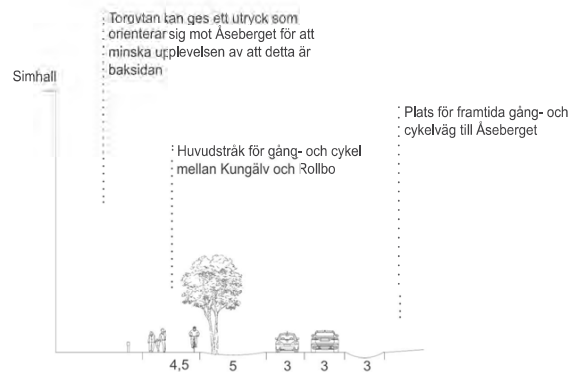 Torgytan kan ges ett utryck som
orienterar sig mot Åseberget för att
minska upplevelsen av att detta är
baksidan
Simhall
Plats för framtida gång- och
cykelväg till Åseberget
Huvudstråk för gång- och cykel
mellan Kungälv och Rollbo
4,5 5 3 3 3